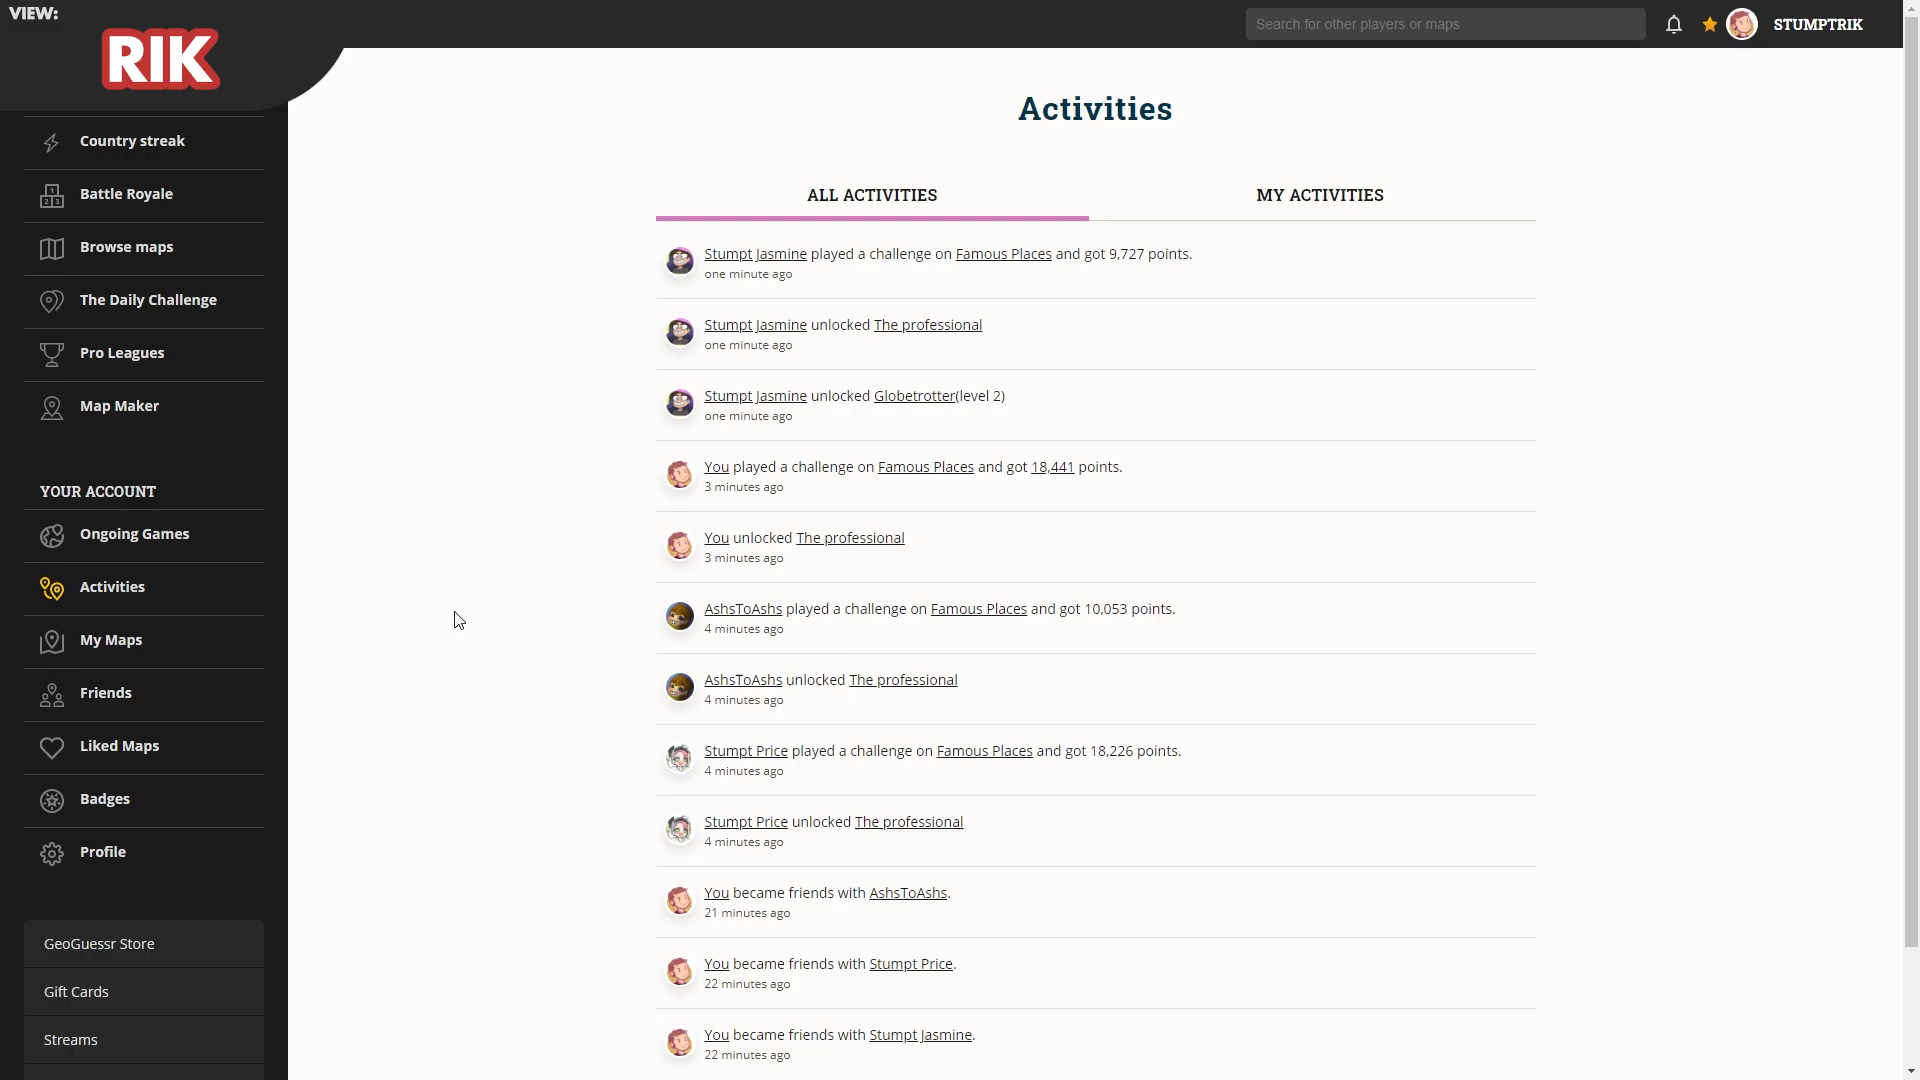 VIEW:
RIK
Search for other players or maps
STUMPTRIK
Country streak
Battle Royale
Browse maps
The Daily Challenge
Pro Leagues
Map Maker
YOUR ACCOUNT
Ongoing Games
Activities
My Maps
Friends
Liked Maps
Badges
Profile
GeoGuessr Store
Gift Cards
Streams
Activities
ALL ACTIVITIES
MY ACTIVITIES
Stumpt Jasmine played a challenge on Famous Places and got 9,727 points.
one minute ago
Stumpt Jasmine unlocked The professional
one minute ago
Stumpt Jasmine unlocked Globetrotter(level 2)
one minute ago
You played a challenge on Famous Places and got 18,441 points.
3 minutes ago
You unlocked The professional
3 minutes ago
AshsToAshs played a challenge on Famous Places and got 10,053 points.
4 minutes ago
AshsToAshs unlocked The professional
4 minutes ago
Stumpt Price played a challenge on Famous Places and got 18,226 points.
4 minutes ago
Stumpt Price unlocked The professional
4 minutes ago
You became friends with AshsToAshs.
21 minutes ago
You became friends with Stumpt Price.
22 minutes ago
You became friends with Stumpt Jasmine.
22 minutes ago